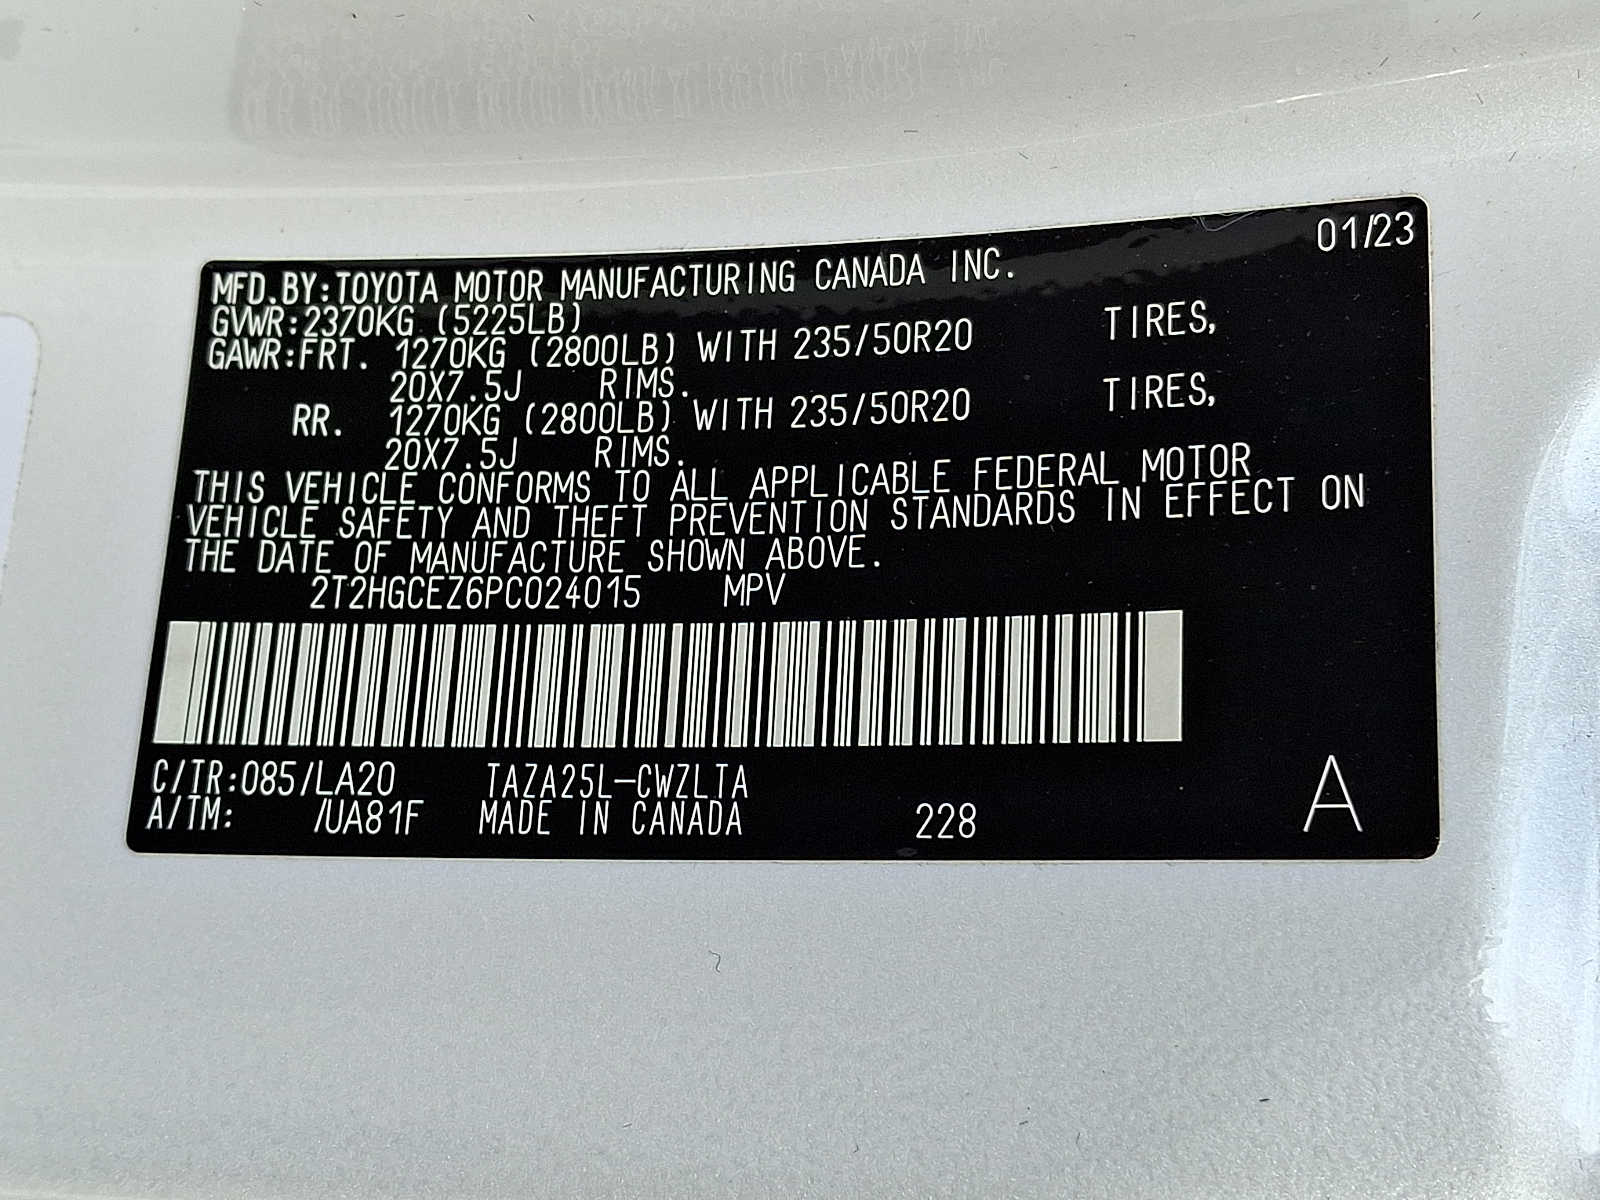 01/23
MFD.BY:TOYOTA MOTOR MANUFACTURING CANADA INC.
GVWR:2370KG (5225LB)
GAWR:FRT. 1270KG (2800LB) WITH 235/50R20 TIRES,
20X7.5J RIMS.
RR. 1270KG (2800LB) WITH 235/50R20 TIRES,
20X7.5J RIMS.
THIS VEHICLE CONFORMS TO ALL APPLICABLE FEDERAL MOTOR
VEHICLE SAFETY AND THEFT PREVENTION STANDARDS IN EFFECT ON
THE DATE OF MANUFACTURE SHOWN ABOVE.
2T2HGCEZ6PC024015 MPV
C/TR:085/LA20 TAZA25L-CWZLTA
A/TM: /UA81F MADE IN CANADA 228
A